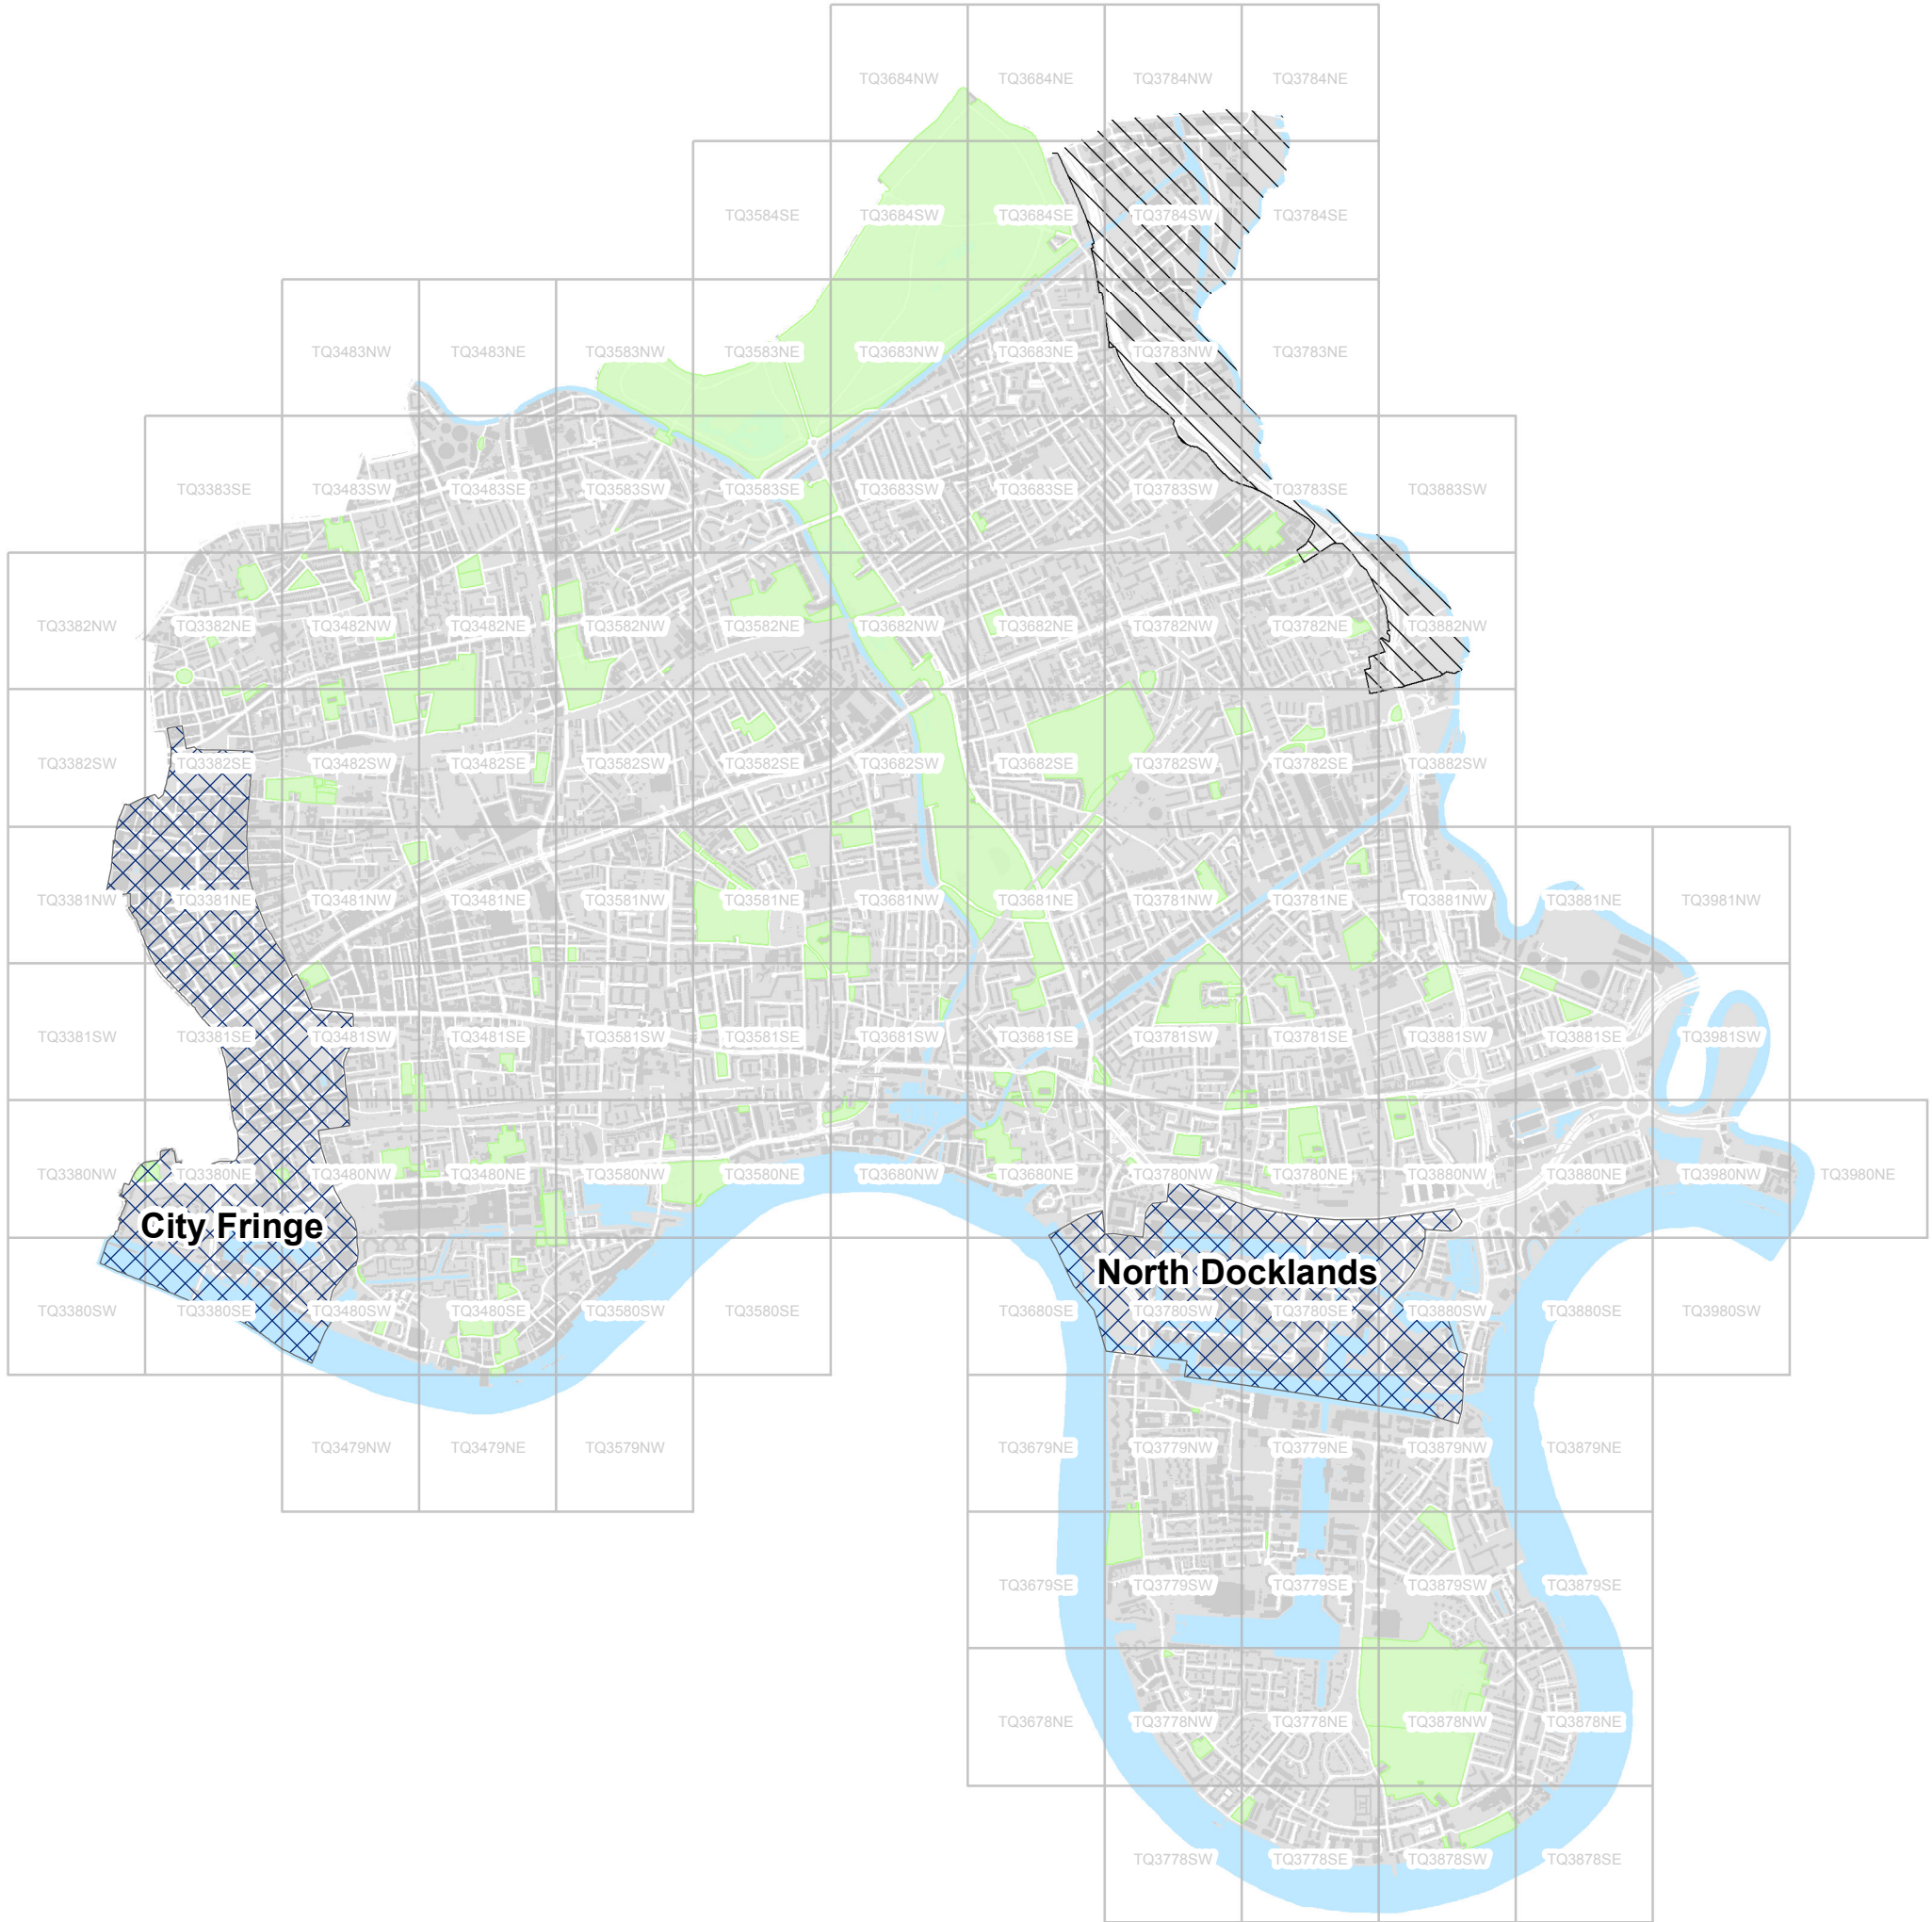 TQ3684NW TQ3684NE TQ3784NW TQ3784NE
TQ3584SE TQ3684SW TQ3684SE TQ3784SW TQ3784SE
TQ3483NW TQ3483NE TQ3583NW TQ3583NE TQ3683NW TQ3683NE TQ3783NW TQ3783NE
TQ3383SE TQ3483SW TQ3483SE TQ3583SW TQ3583SE TQ3683SW TQ3683SE TQ3783SW TQ3783SE TQ3883SW
TQ3382NW TQ3382NE TQ3482NW TQ3482NE TQ3582NW TQ3582NE TQ3682NW TQ3682NE TQ3782NW TQ3782NE TQ3882NW
TQ3382SW TQ3382SE TQ3482SW TQ3482SE TQ3582SW TQ3582SE TQ3682SW TQ3682SE TQ3782SW TQ3782SE TQ3882SW
TQ3381NW TQ3381NE TQ3481NW TQ3481NE TQ3581NW TQ3581NE TQ3681NW TQ3681NE TQ3781NW TQ3781NE TQ3881NW TQ3881NE TQ3981NW
TQ3381SW TQ3381SE TQ3481SW TQ3481SE TQ3581SW TQ3581SE TQ3681SW TQ3681SE TQ3781SW TQ3781SE TQ3881SW TQ3881SE TQ3981SW
TQ3380NW TQ3380NE TQ3480NW TQ3480NE TQ3580NW TQ3580NE TQ3680NW TQ3680NE TQ3780NW TQ3780NE TQ3880NW TQ3880NE TQ3980NW TQ3980NE
City Fringe
North Docklands
TQ3380SW TQ3380SE TQ3480SW TQ3480SE TQ3580SW TQ3580SE TQ3680SE TQ3780SW TQ3780SE TQ3880SW TQ3880SE TQ3980SW
TQ3479NW TQ3479NE TQ3579NW TQ3679NE TQ3779NW TQ3779NE TQ3879NW TQ3879NE
TQ3679SE TQ3779SW TQ3779SE TQ3879SW TQ3879SE
TQ3678NE TQ3778NW TQ3778NE TQ3878NW TQ3878NE
TQ3778SW TQ3778SE TQ3878SW TQ3878SE